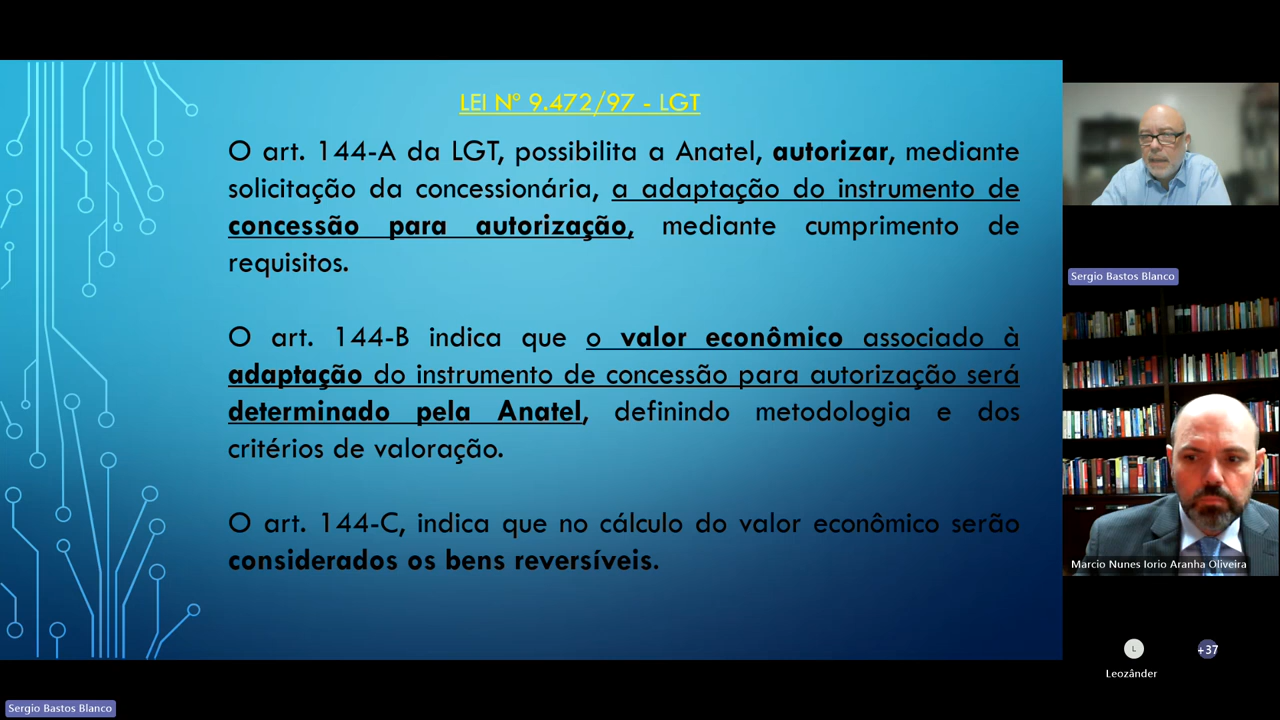 LEI Nº 9.472/97 - LGT
O art. 144-A da LGT, possibilita a Anatel, autorizar, mediante
solicitação da concessionária, a adaptação do instrumento de
concessão para autorização, mediante cumprimento de
requisitos.
O art. 144-B indica que o valor econômico associado à
adaptação do instrumento de concessão para autorização será
determinado pela Anatel, definindo metodologia e dos
critérios de valoração.
O art. 144-C, indica que no cálculo do valor econômico serão
considerados os bens reversíveis.
Sergio Bastos Blanco
Marcio Nunes Iorio Aranha Oliveira
L
+37
Leozânder
Sergio Bastos Blanco